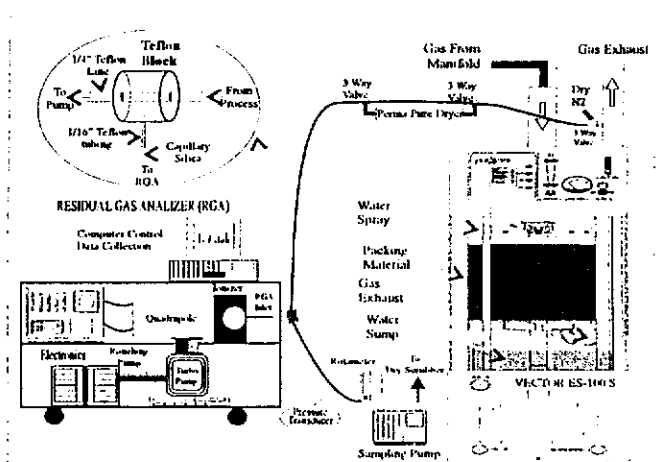 Teflon
Block
1/4" Teflon
Line
To
Pump
From
Process
1/16" Teflon
tubing
Capillary
Silica
To
RGA
RESIDUAL GAS ANALIZER (RGA)
Computer Control
Data Collection
Quadrupole
Ionizer
RGA
Inlet
Electronics
Roughing
Pump
Turbo
Pump
Gas From
Manifold
Gas Exhaust
3 Way
Valve
3 Way
Valve
Perma Pure Dryer
Dry
N2
3 Way
Valve
Water
Spray
Packing
Material
Gas
Exhaust
Water
Sump
Rotameter
To
Dry Scrubber
Pressure
Transducer
Sampling Pump
VECTOR ES-100 S